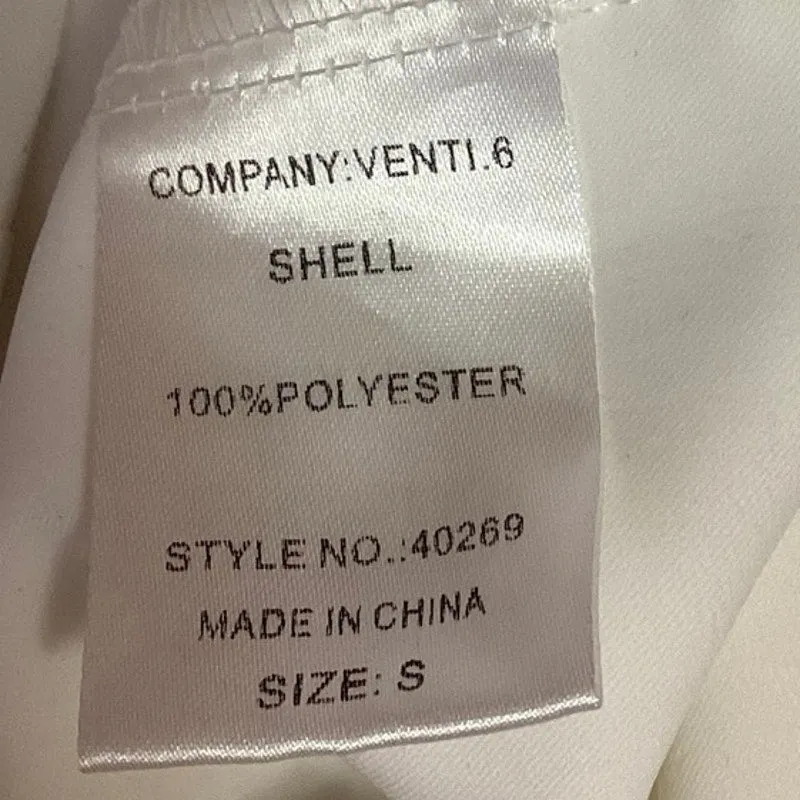 COMPANY:VENTI.6
SHELL
100%POLYESTER
STYLE NO.:40269
MADE IN CHINA
SIZE: S